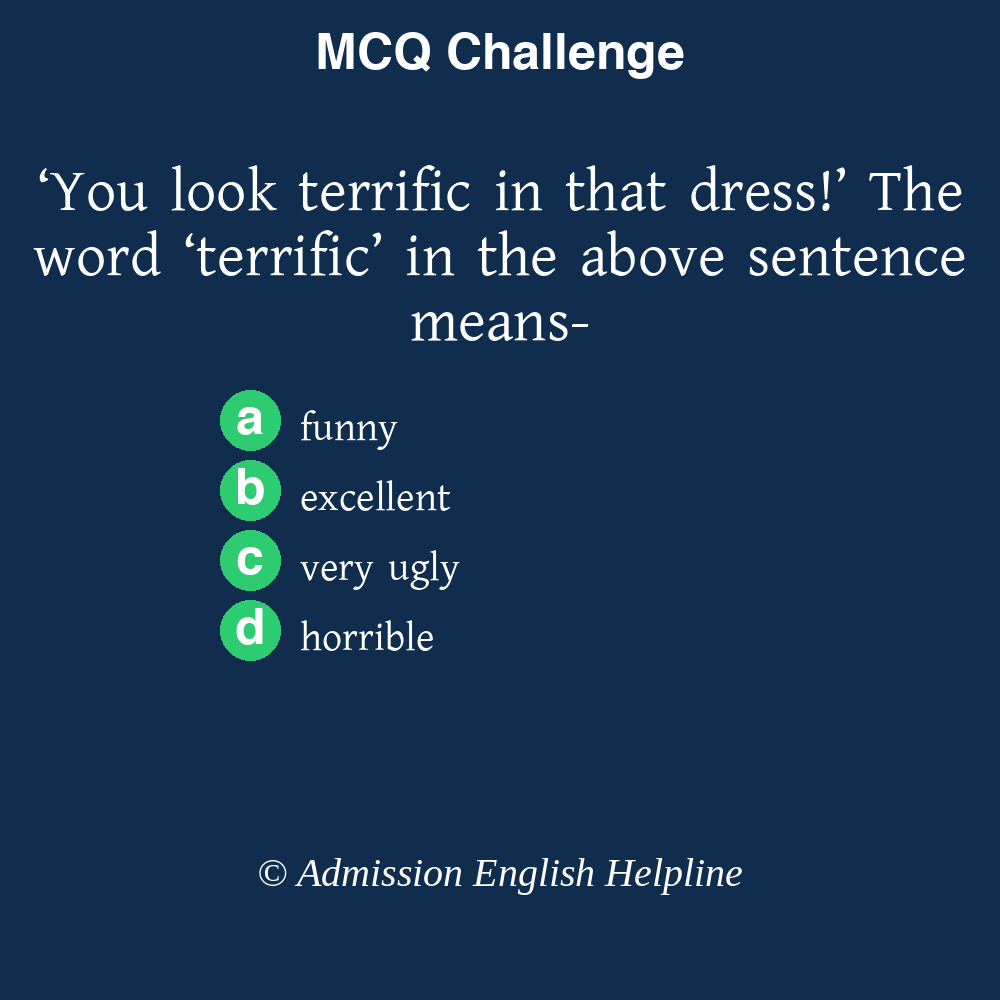 MCQ Challenge
‘You look terrific in that dress!’ The
word ‘terrific’ in the above sentence
means-
a funny
b excellent
c very ugly
d horrible
© Admission English Helpline